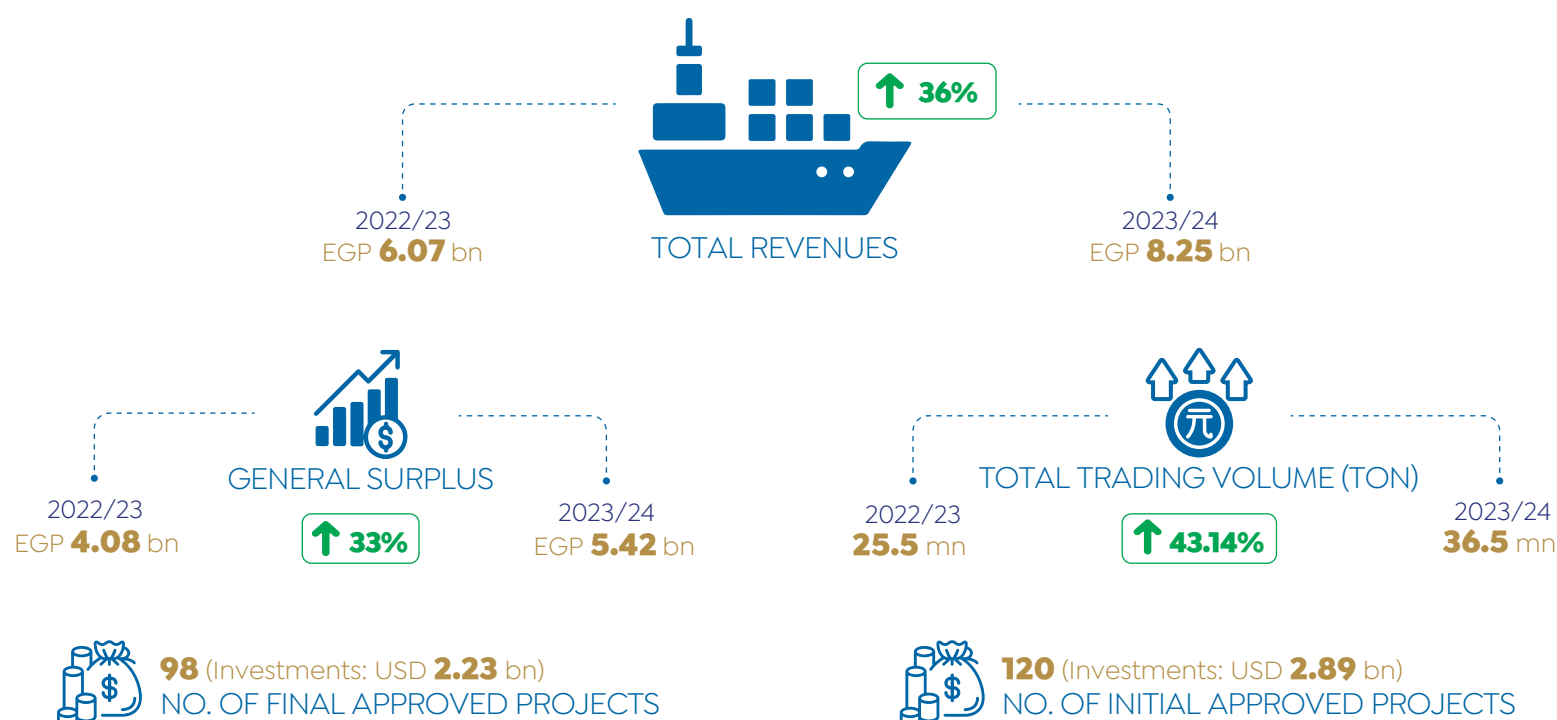 36%
2022/23
EGP 6.07 bn
TOTAL REVENUES
2023/24
EGP 8.25 bn
$
GENERAL SURPLUS
2022/23
EGP 4.08 bn
33%
2023/24
EGP 5.42 bn
元
TOTAL TRADING VOLUME (TON)
2022/23
25.5 mn
43.14%
2023/24
36.5 mn
$
98 (Investments: USD 2.23 bn)
NO. OF FINAL APPROVED PROJECTS
$
120 (Investments: USD 2.89 bn)
NO. OF INITIAL APPROVED PROJECTS